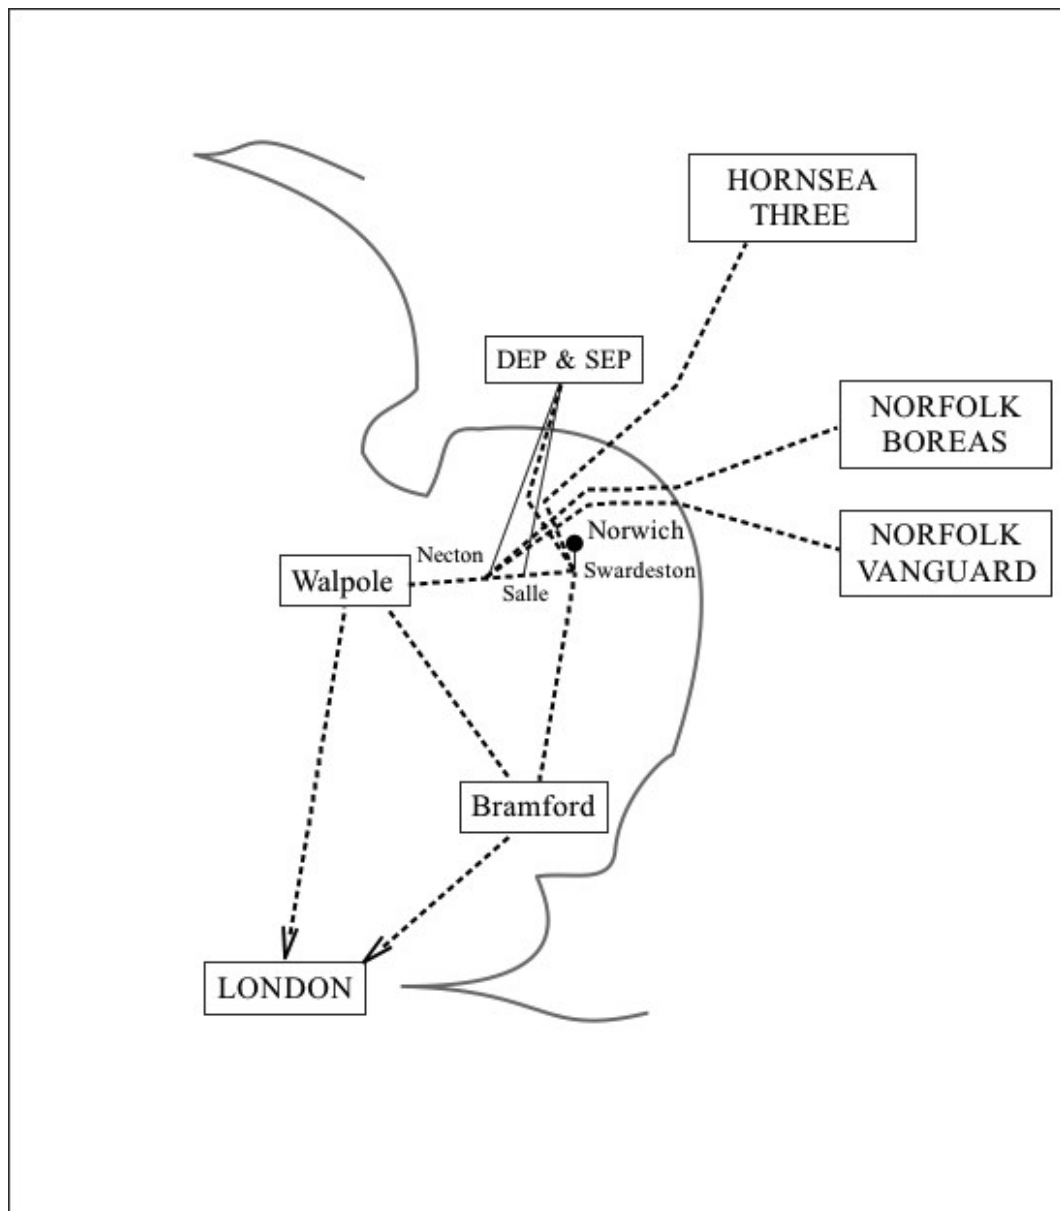 HORNSEA
THREE
DEP & SEP
NORFOLK
BOREAS
NORFOLK
VANGUARD
Norwich
Necton
Swardeston
Walpole
Salle
Bramford
LONDON